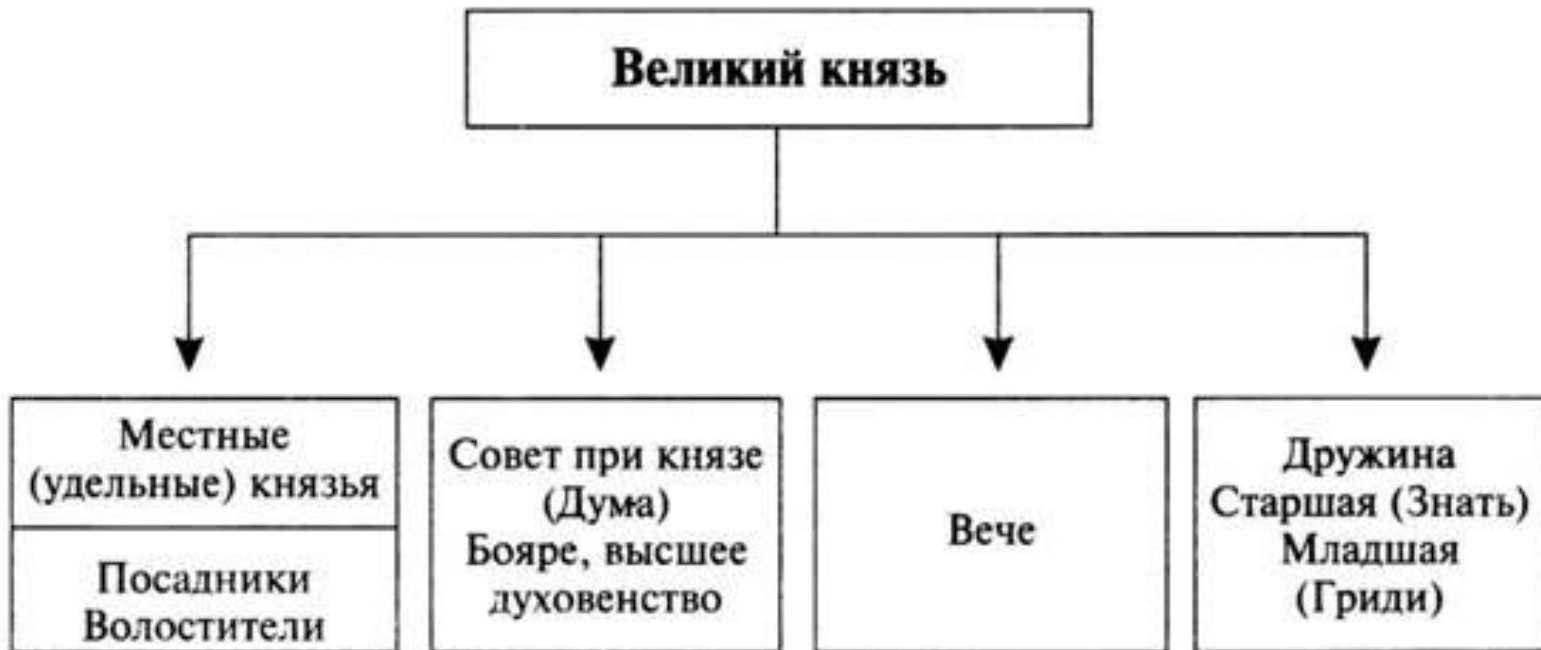 Великий князь
Местные
(удельные) князья
Посадники
Волостители
Совет при князе
(Дума)
Бояре, высшее
духовенство
Вече
Дружина
Старшая (Знать)
Младшая
(Гриди)